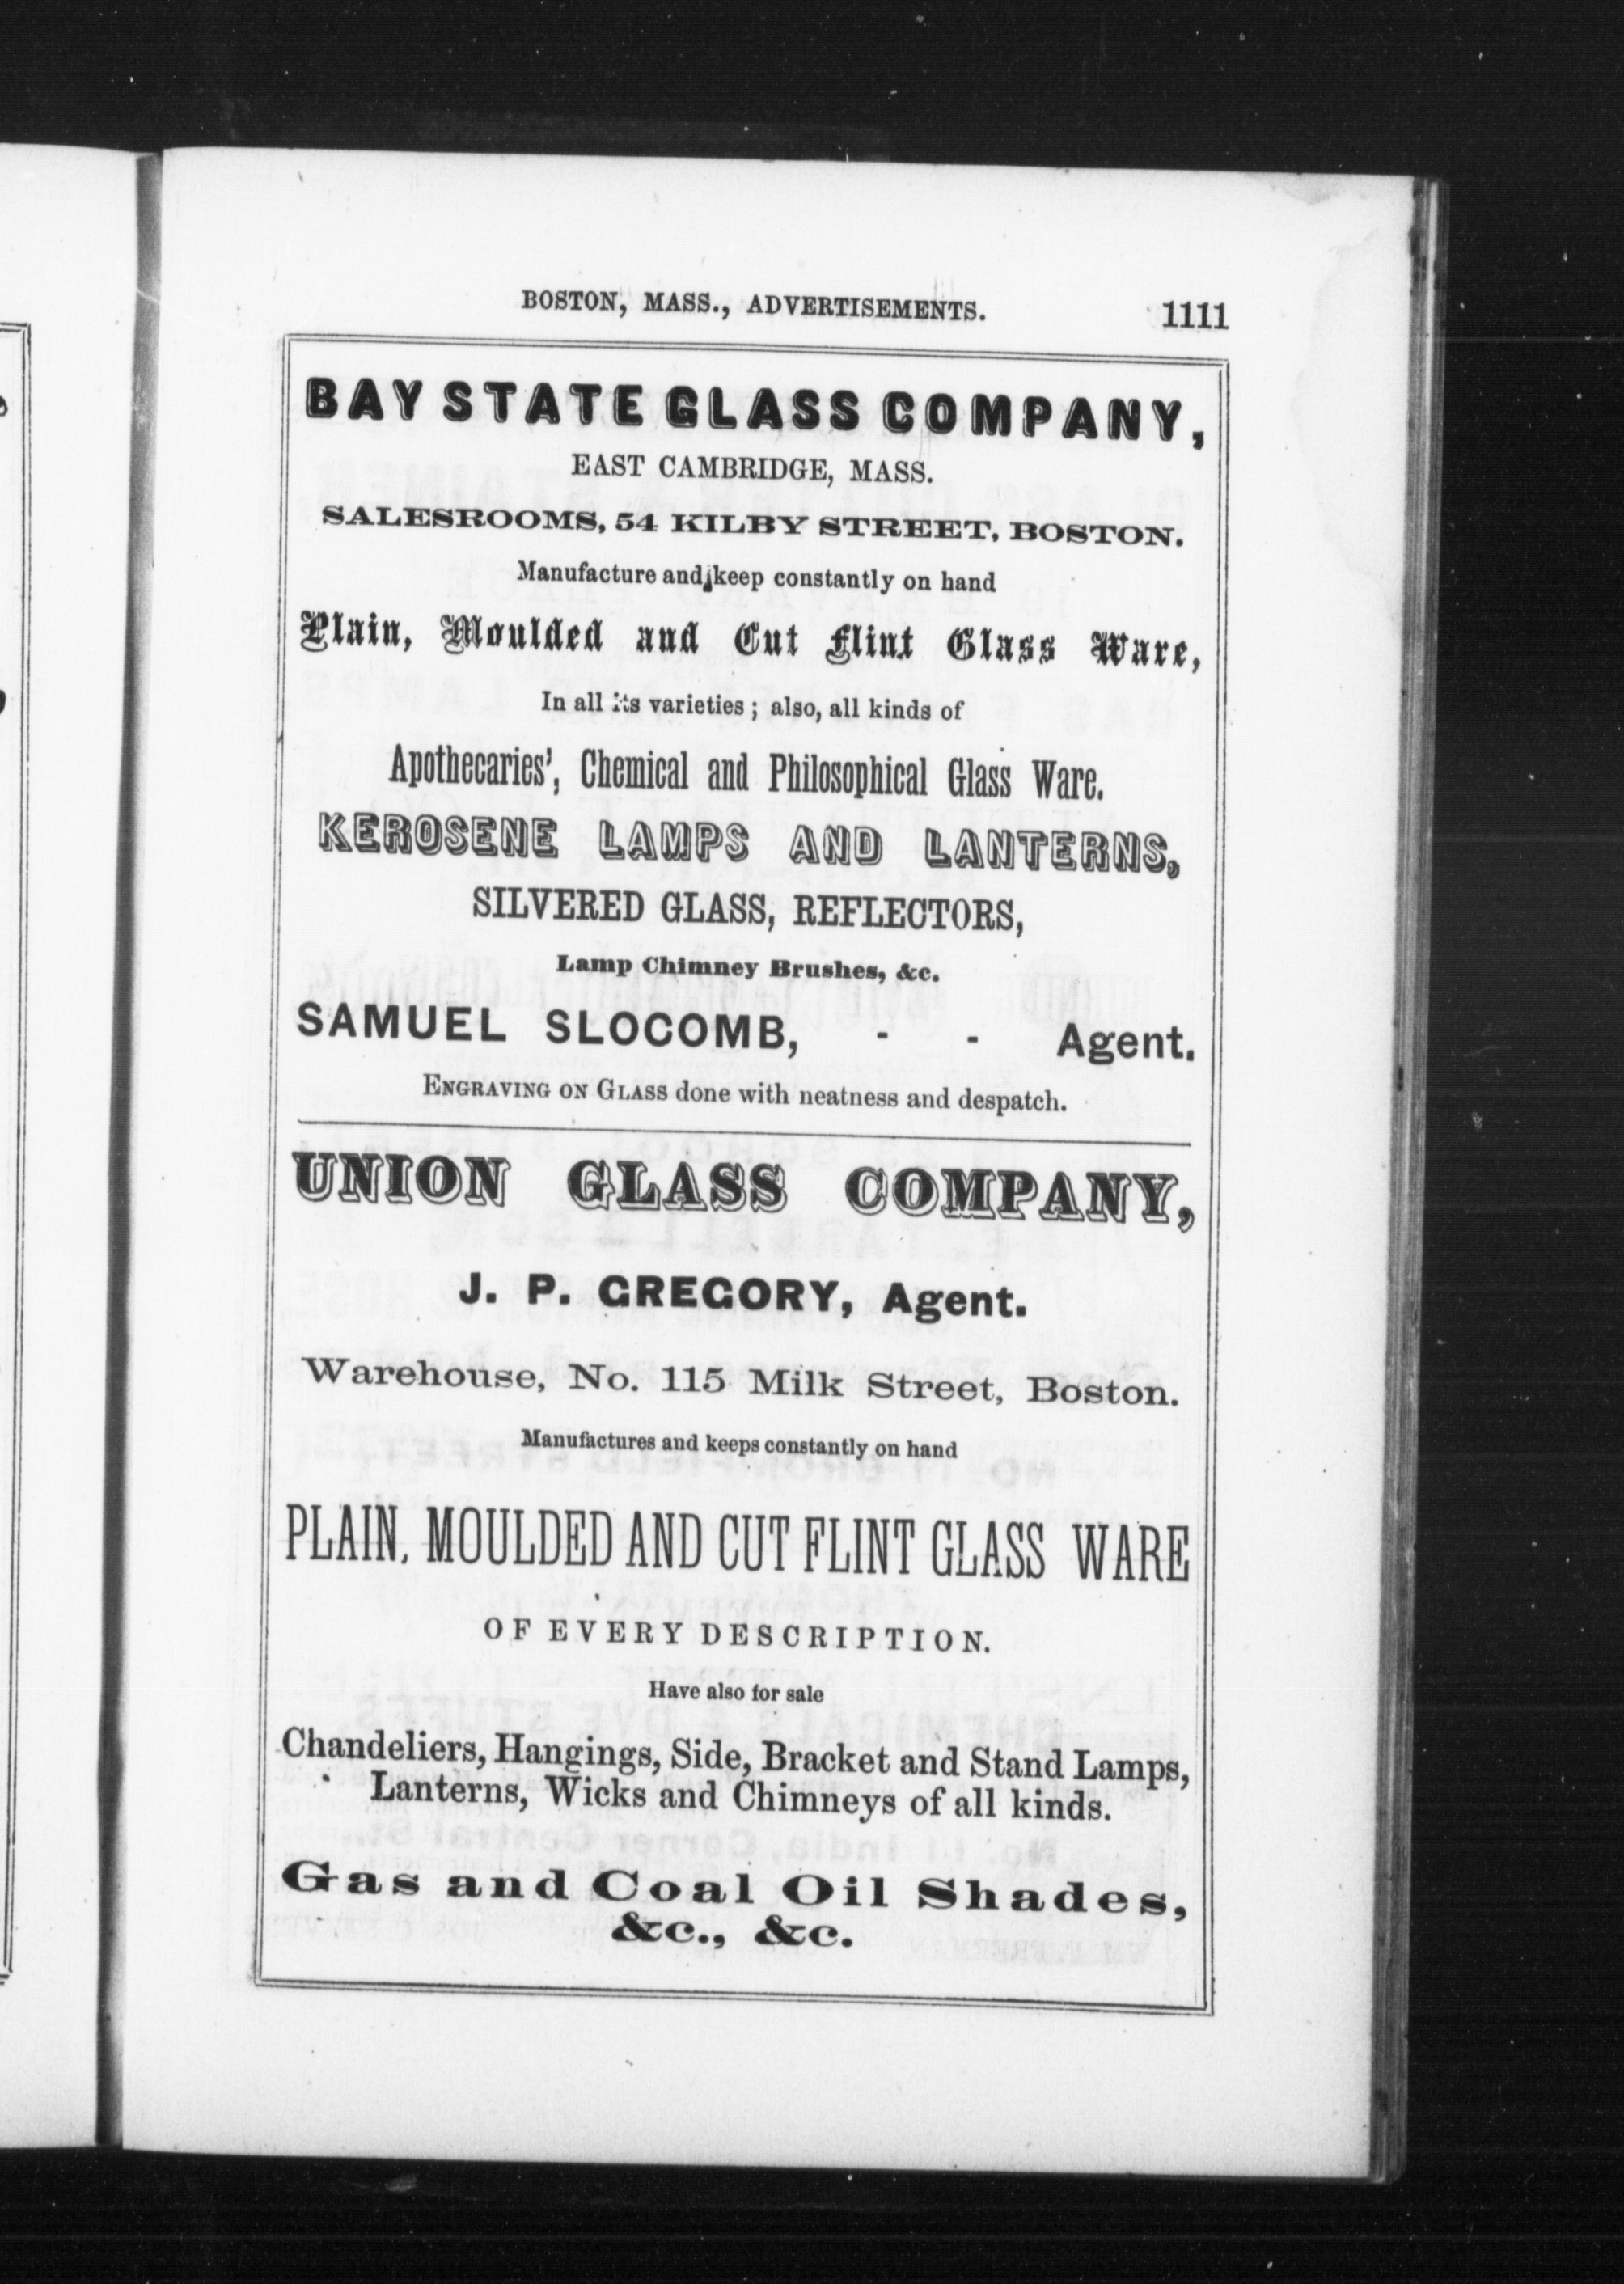 BOSTON, MASS., ADVERTISEMENTS. 1111
BAY STATE GLASS COMPANY,
EAST CAMBRIDGE, MASS.
SALESROOMS, 54 KILBY STREET, BOSTON.
Manufacture and keep constantly on hand
Plain, Moulded and Cut Flint Glass Ware,
In all its varieties; also, all kinds of
Apothecaries', Chemical and Philosophical Glass Ware.
KEROSENE LAMPS AND LANTERNS,
SILVERED GLASS, REFLECTORS,
Lamp Chimney Brushes, &c.
SAMUEL SLOCOMB, - - Agent.
ENGRAVING ON GLASS done with neatness and despatch.
UNION GLASS COMPANY,
J. P. GREGORY, Agent.
Warehouse, No. 115 Milk Street, Boston.
Manufactures and keeps constantly on hand
PLAIN, MOULDED AND CUT FLINT GLASS WARE
OF EVERY DESCRIPTION.
Have also for sale
Chandeliers, Hangings, Side, Bracket and Stand Lamps,
Lanterns, Wicks and Chimneys of all kinds.
Gas and Coal Oil Shades,
&c., &c.